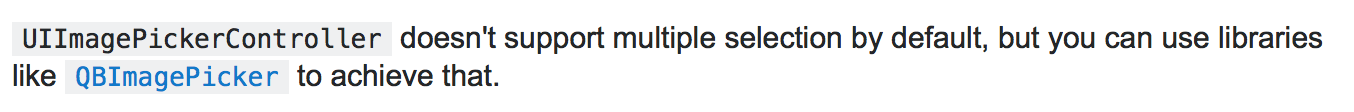 UIImagePickerController doesn't support multiple selection by default, but you can use libraries
like QBImagePicker to achieve that.